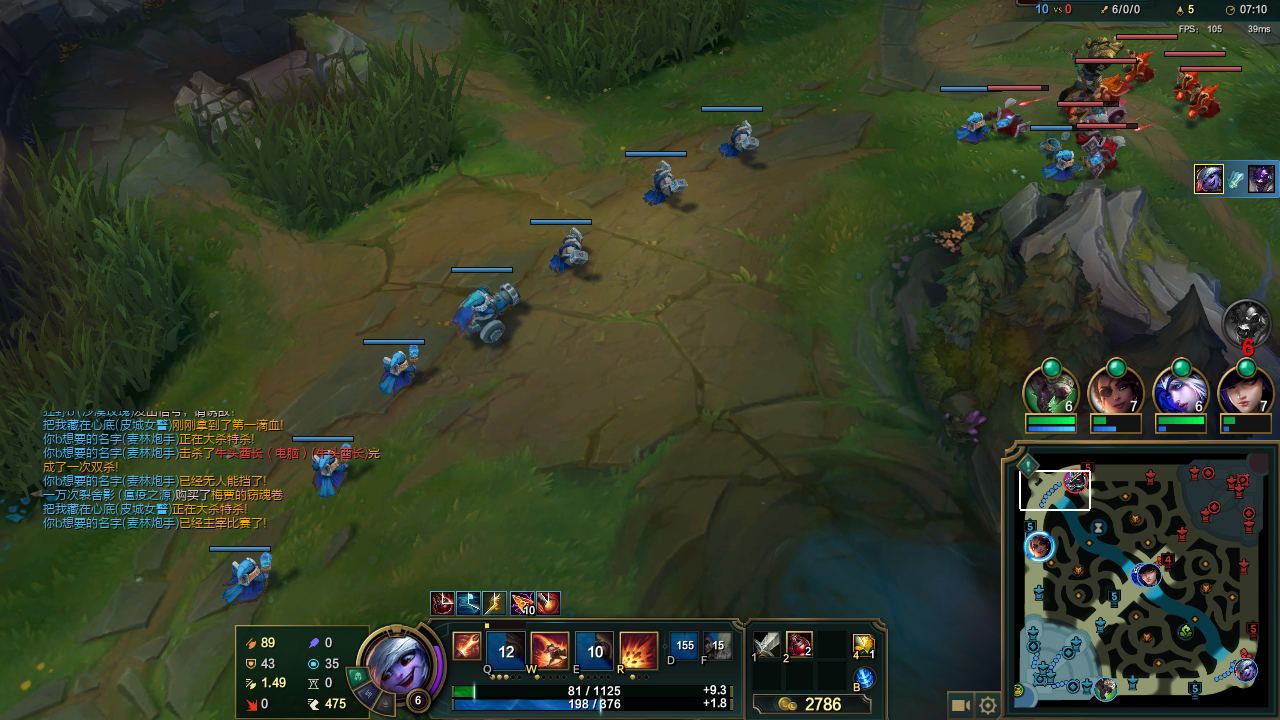 10 vs 0 6/0/0 5 07:10
FPS: 105 39ms
6
6 7 6 7
把我藏在心底(皮城女警)刚刚拿到了第一滴血!
你b想要的名字(麦林炮手)正在大杀特杀!
你b想要的名字(麦林炮手)击杀了牛头酋长(电脑)(牛头酋长)完
成了一次双杀!
你b想要的名字(麦林炮手)已经无人能挡了!
一万次裂舍影(瘟疫之源)购买了梅贾的窃魂卷
把我藏在心底(皮城女警)正在大杀特杀!
你b想要的名字(麦林炮手)已经主宰比赛了!
5
5
4
5
5
5
5
10
89 0
43 35
1.49 0
0 475
6
12 10 155 15
Q W E R D F
81 / 1125 +9.3
198 / 376 +1.8
1 2 2 4 1
B
2786